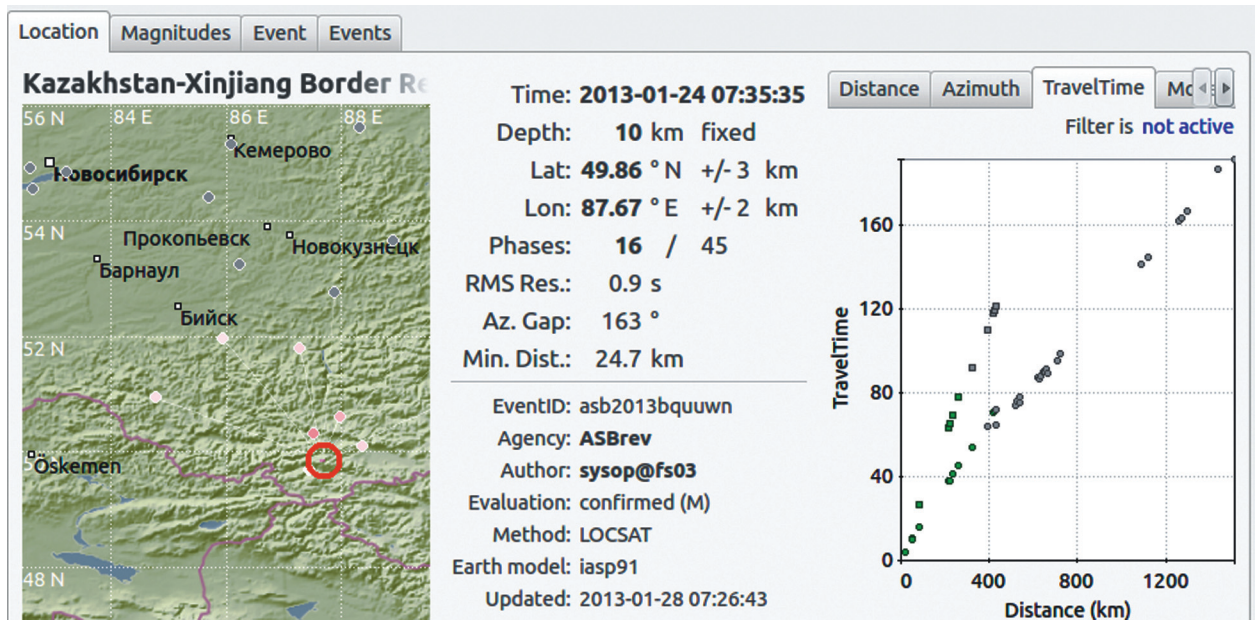 Location Magnitudes Event Events
Kazakhstan-Xinjiang Border Re
56 N 84 E 86 E 88 E
Кемерово
Новосибирск
54 N
Прокопьевск
Новокузнецк
Барнаул
Бийск
52 N
Öskemen
48 N
Time: 2013-01-24 07:35:35
Depth: 10 km fixed
Lat: 49.86 ° N +/- 3 km
Lon: 87.67 ° E +/- 2 km
Phases: 16 / 45
RMS Res.: 0.9 s
Az. Gap: 163 °
Min. Dist.: 24.7 km
EventID: asb2013bquuwn
Agency: ASBrev
Author: sysop@fs03
Evaluation: confirmed (M)
Method: LOCSAT
Earth model: iasp91
Updated: 2013-01-28 07:26:43
Distance Azimuth TravelTime Mo
Filter is not active
TravelTime
160
120
80
40
0
0 400 800 1200
Distance (km)